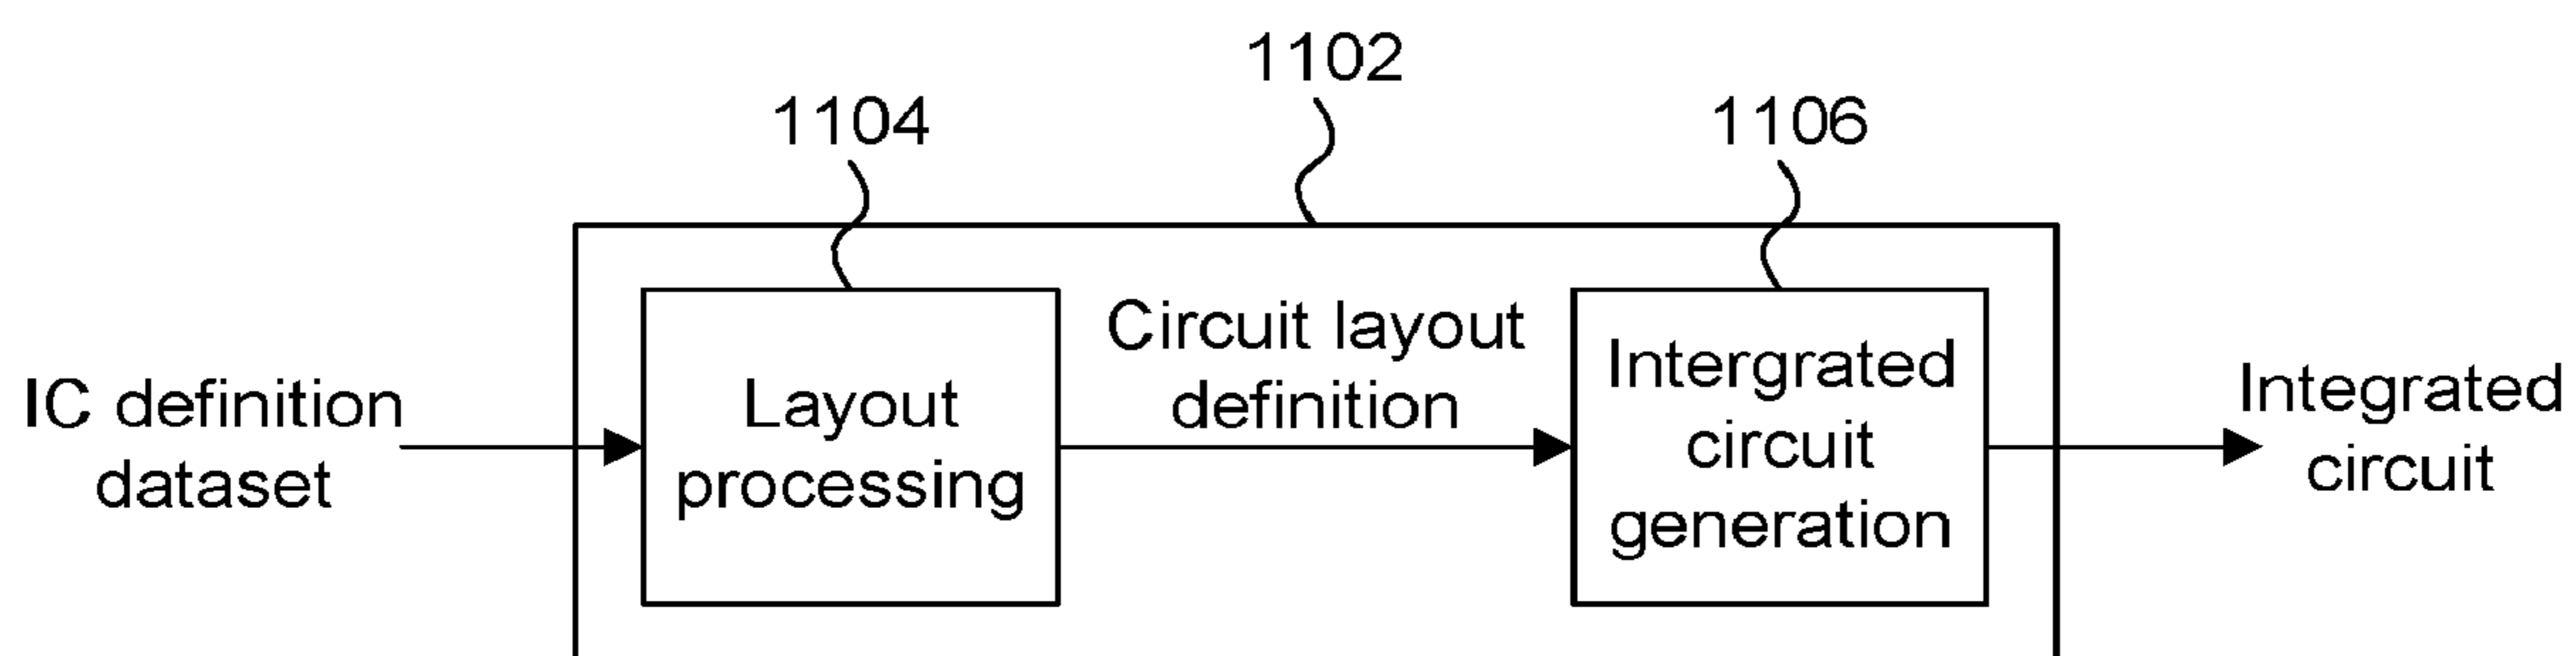 1102
1104
1106
IC definition
dataset
Layout
processing
Circuit layout
definition
Intergrated
circuit
generation
Integrated
circuit